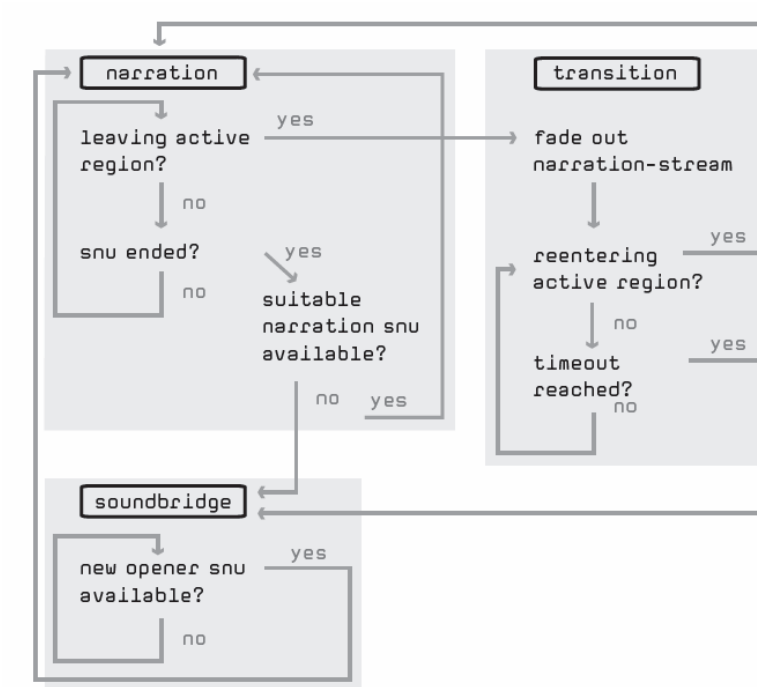 narration
leaving active
region?
yes
no
snu ended?
yes
no
suitable
narration snu
available?
no
yes
transition
fade out
narration-stream
reentering
active region?
yes
no
timeout
reached?
yes
no
soundbridge
new opener snu
available?
yes
no